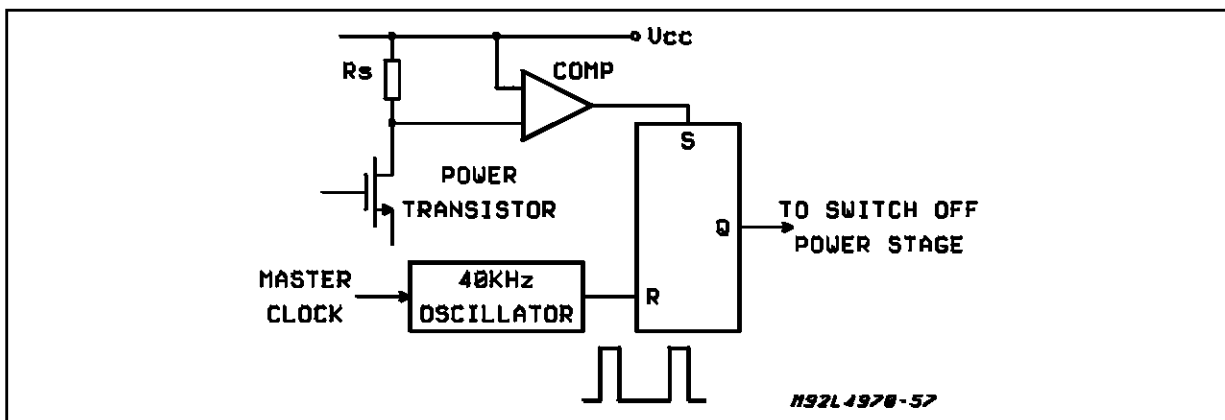 Vcc
Rs
COMP
S
POWER
TRANSISTOR
Q
TO SWITCH OFF
POWER STAGE
MASTER
CLOCK
40KHz
OSCILLATOR
R
M92L4970-57